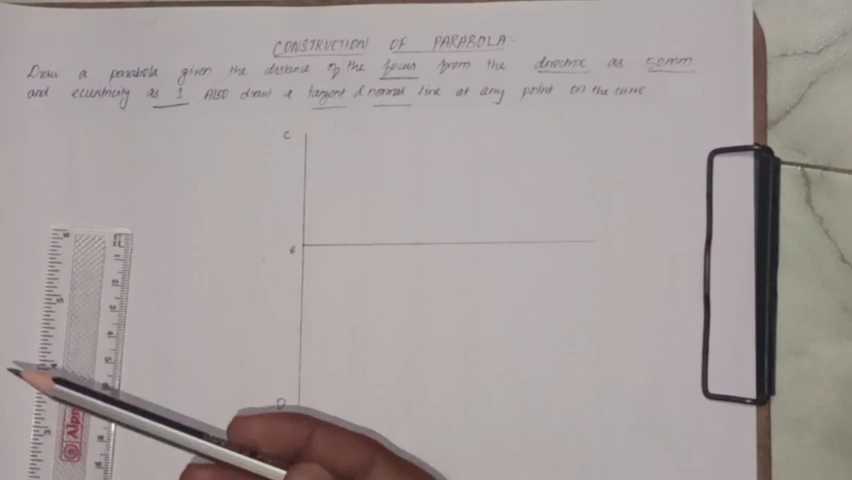 CONSTRUCTION OF PARABOLA:-
Draw a parabola given the distance of the focus from the directrix as 50mm
and eccentricity as 1. Also draw a tangent & normal line at any point on the curve
C
A
D
Alps